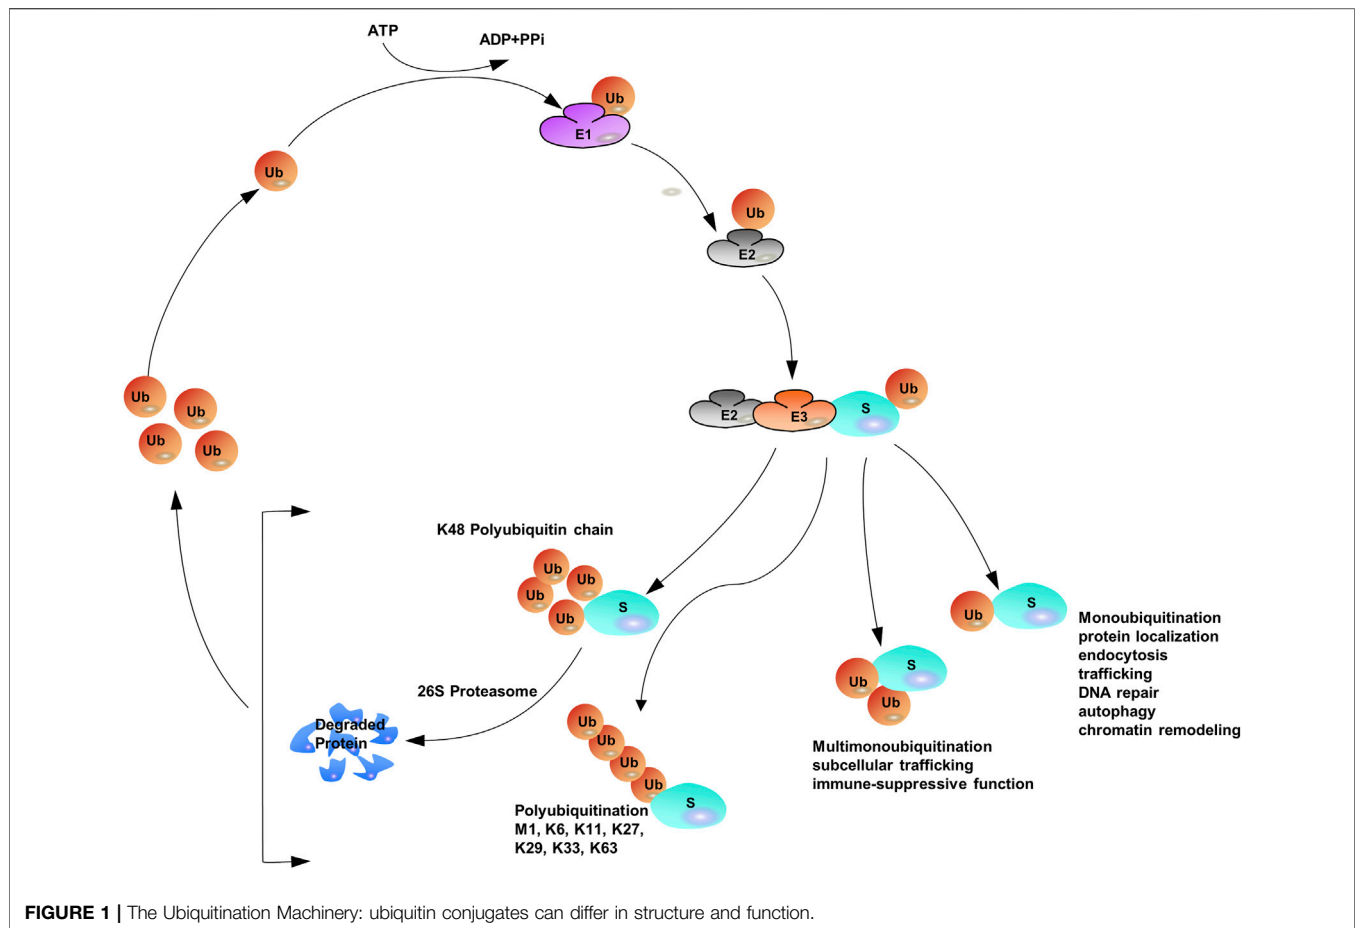 ATP
ADP+PPi
Ub
E1
Ub
Ub
E2
Ub
E2
E3
S
Ub
Ub
Ub
Ub
Ub
K48 Polyubiquitin chain
Ub
Ub
Ub
Ub
S
26S Proteasome
Degraded
Protein
Ub
Ub
Ub
Ub
S
Polyubiquitination
M1, K6, K11, K27,
K29, K33, K63
S
Ub
Ub
Multimonoubiquitination
subcellular trafficking
immune-suppressive function
Ub
S
Monoubiquitination
protein localization
endocytosis
trafficking
DNA repair
autophagy
chromatin remodeling
FIGURE 1 | The Ubiquitination Machinery: ubiquitin conjugates can differ in structure and function.